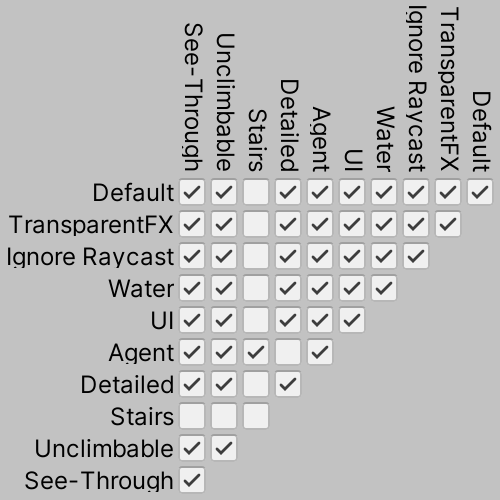 See-Through
Unclimbable
Stairs
Detailed
Agent
UI
Water
Ignore Raycast
TransparentFX
Default
Default
TransparentFX
Ignore Raycast
Water
UI
Agent
Detailed
Stairs
Unclimbable
See-Through